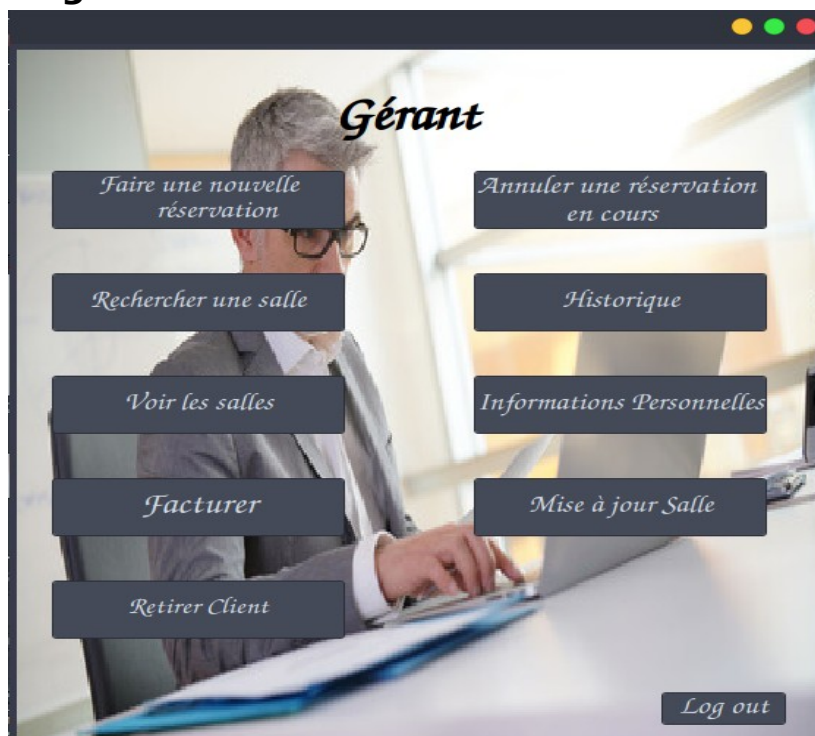 Gérant
Faire une nouvelle
réservation
Annuler une réservation
en cours
Rechercher une salle
Historique
Voir les salles
Informations Personnelles
Facturer
Mise à jour Salle
Retirer Client
Log out